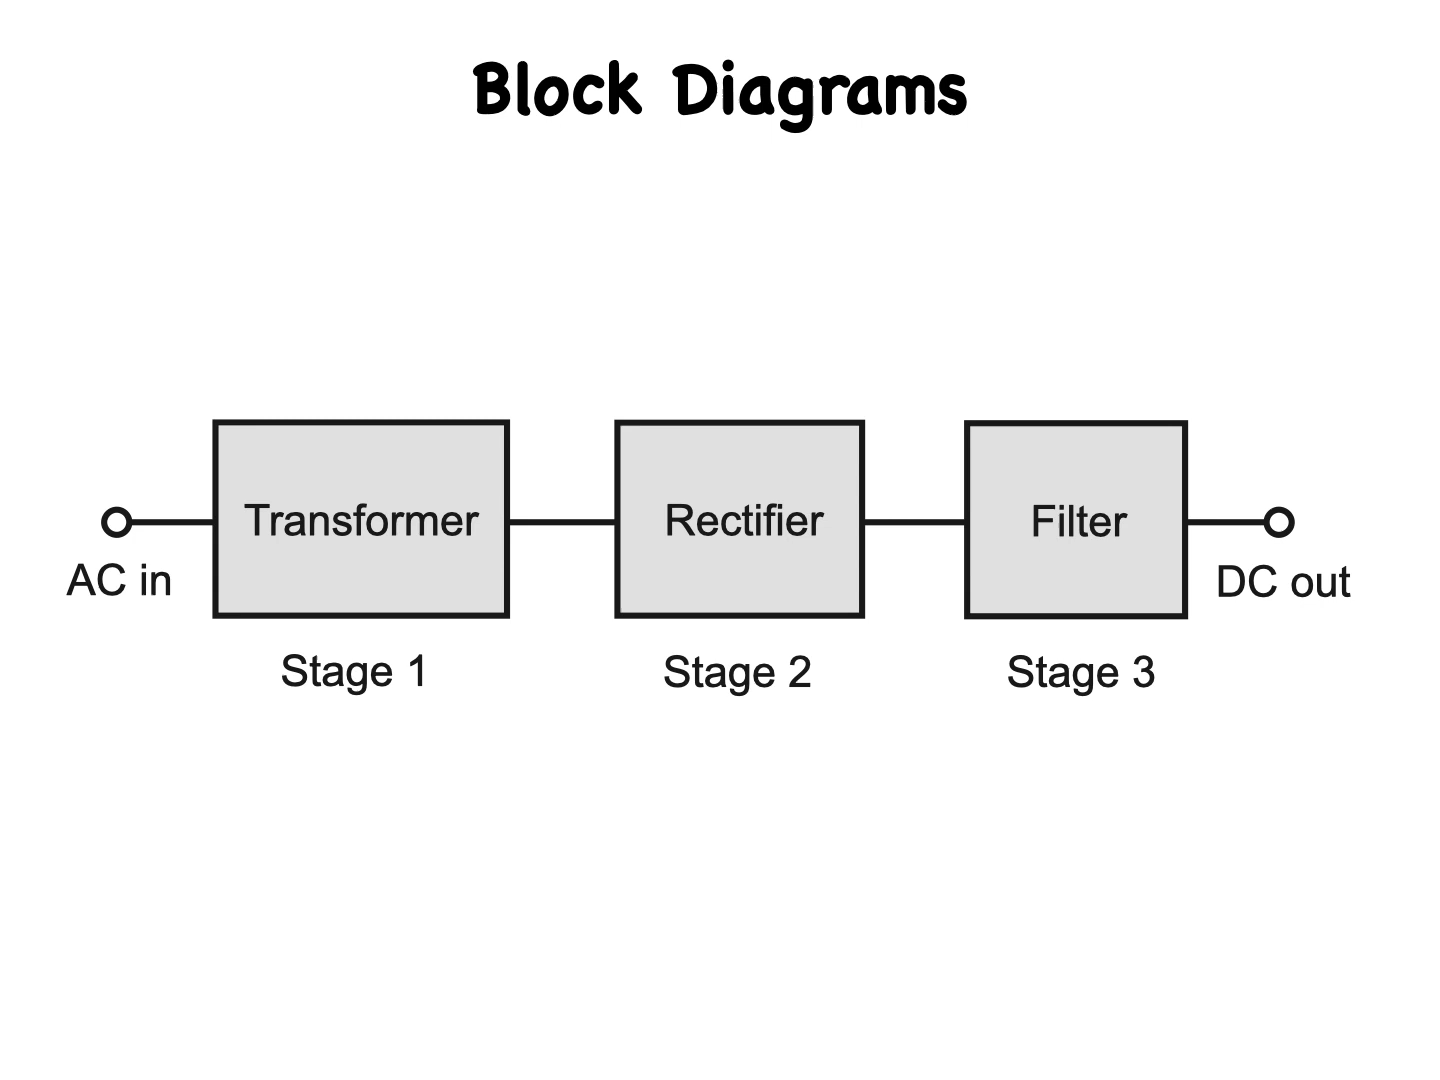 Block Diagrams
Transformer
Rectifier
Filter
AC in
DC out
Stage 1
Stage 2
Stage 3